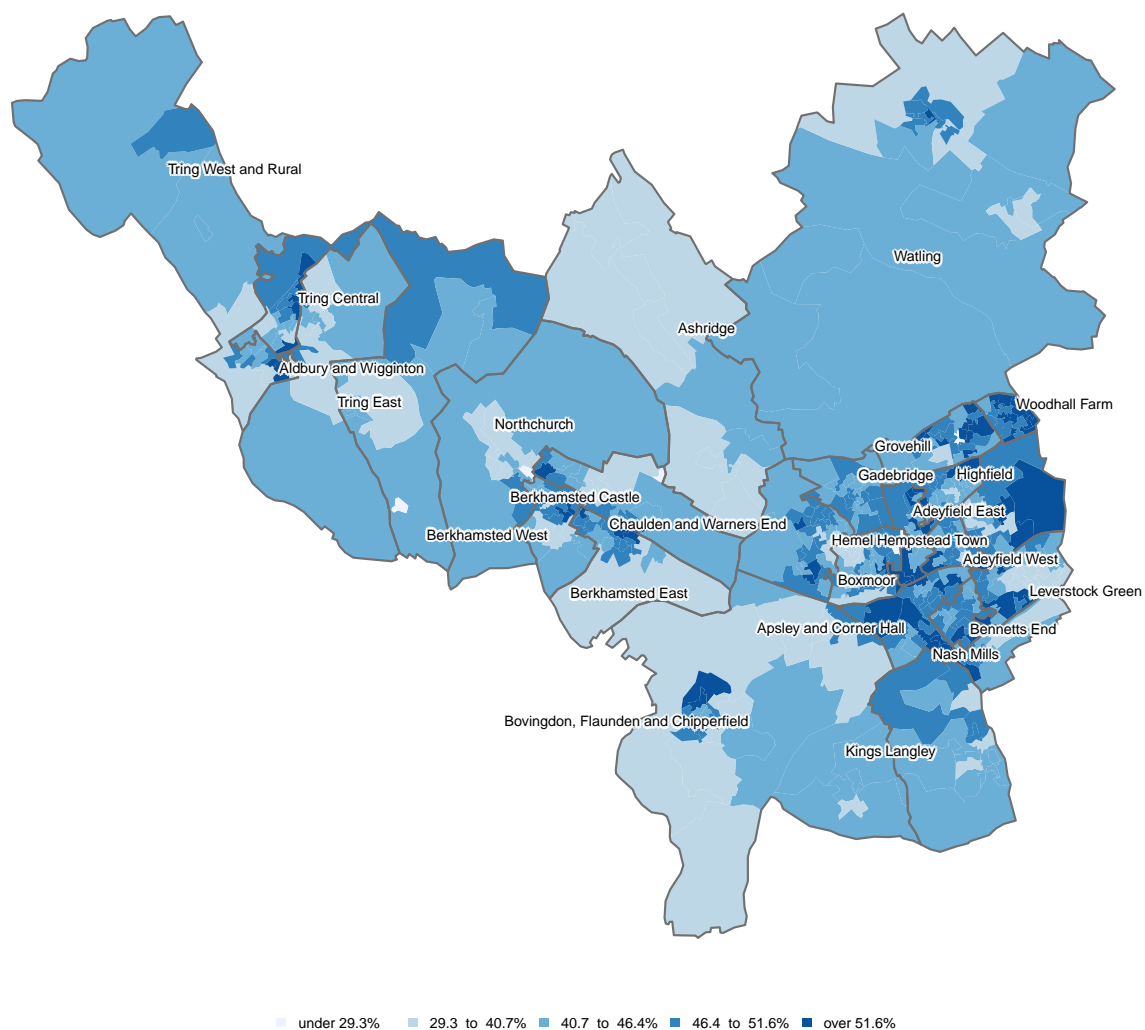 Tring West and Rural
Watling
Tring Central
Ashridge
Aldbury and Wigginton
Tring East
Woodhall Farm
Northchurch
Grovehill
Gadebridge
Highfield
Berkhamsted Castle
Adeyfield East
Chaulden and Warners End
Berkhamsted West
Hemel Hempstead Town
Adeyfield West
Boxmoor
Leverstock Green
Berkhamsted East
Apsley and Corner Hall
Bennetts End
Nash Mills
Bovingdon, Flaunden and Chipperfield
Kings Langley
under 29.3% 29.3 to 40.7% 40.7 to 46.4% 46.4 to 51.6% over 51.6%